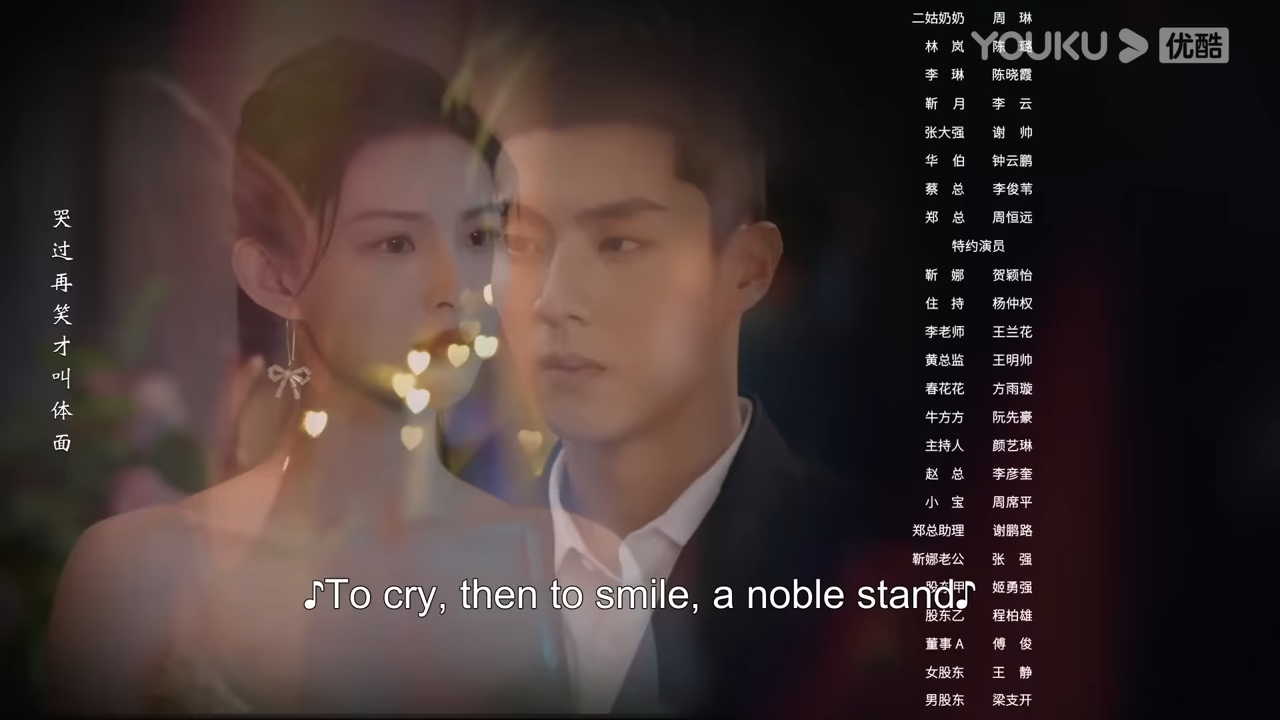 哭过再笑才叫体面
YOUKU 优酷
二姑奶奶 周 琳
林 岚 陈 璐
李 琳 陈晓霞
靳 月 李 云
张大强 谢 帅
华 伯 钟云鹏
蔡 总 李俊苇
郑 总 周恒远
特约演员
靳 娜 贺颖怡
住 持 杨仲权
李老师 王兰花
黄总监 王明帅
春花花 方雨璇
牛方方 阮先豪
主持人 颜艺琳
赵 总 李彦奎
小 宝 周席平
郑总助理 谢鹏路
靳娜老公 张 强
股东甲 姬勇强
♪To cry, then to smile, a noble stand♪
股东乙 程柏雄
董事 A 傅 俊
女股东 王 静
男股东 梁支开